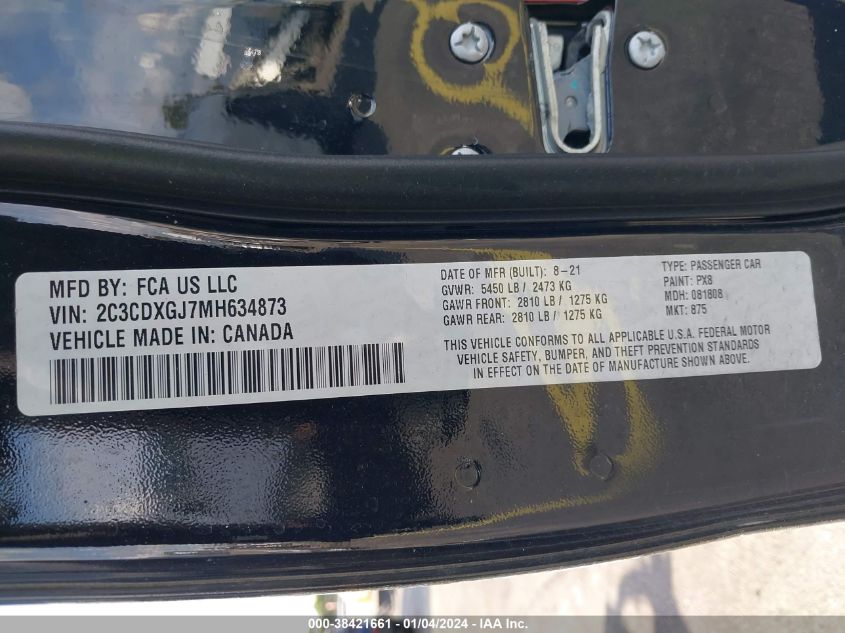 MFD BY: FCA US LLC
VIN: 2C3CDXGJ7MH634873
VEHICLE MADE IN: CANADA
DATE OF MFR (BUILT): 8-21
GVWR: 5450 LB / 2473 KG
GAWR FRONT: 2810 LB / 1275 KG
GAWR REAR: 2810 LB / 1275 KG
TYPE: PASSENGER CAR
PAINT: PX8
MDH: 081808
MKT: 875
THIS VEHICLE CONFORMS TO ALL APPLICABLE U.S.A. FEDERAL MOTOR
VEHICLE SAFETY, BUMPER, AND THEFT PREVENTION STANDARDS
IN EFFECT ON THE DATE OF MANUFACTURE SHOWN ABOVE.
000-38421661 - 01/04/2024 - IAA Inc.